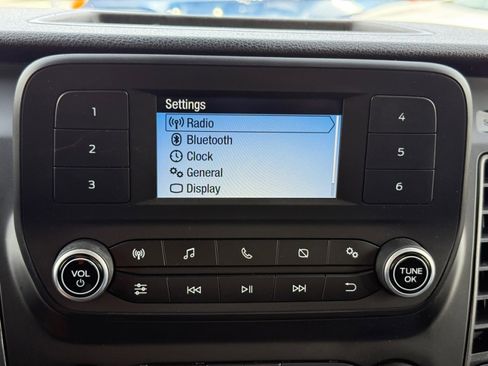 Settings
Radio
Bluetooth
Clock
General
Display
1
2
3
4
5
6
VOL
TUNE
OK